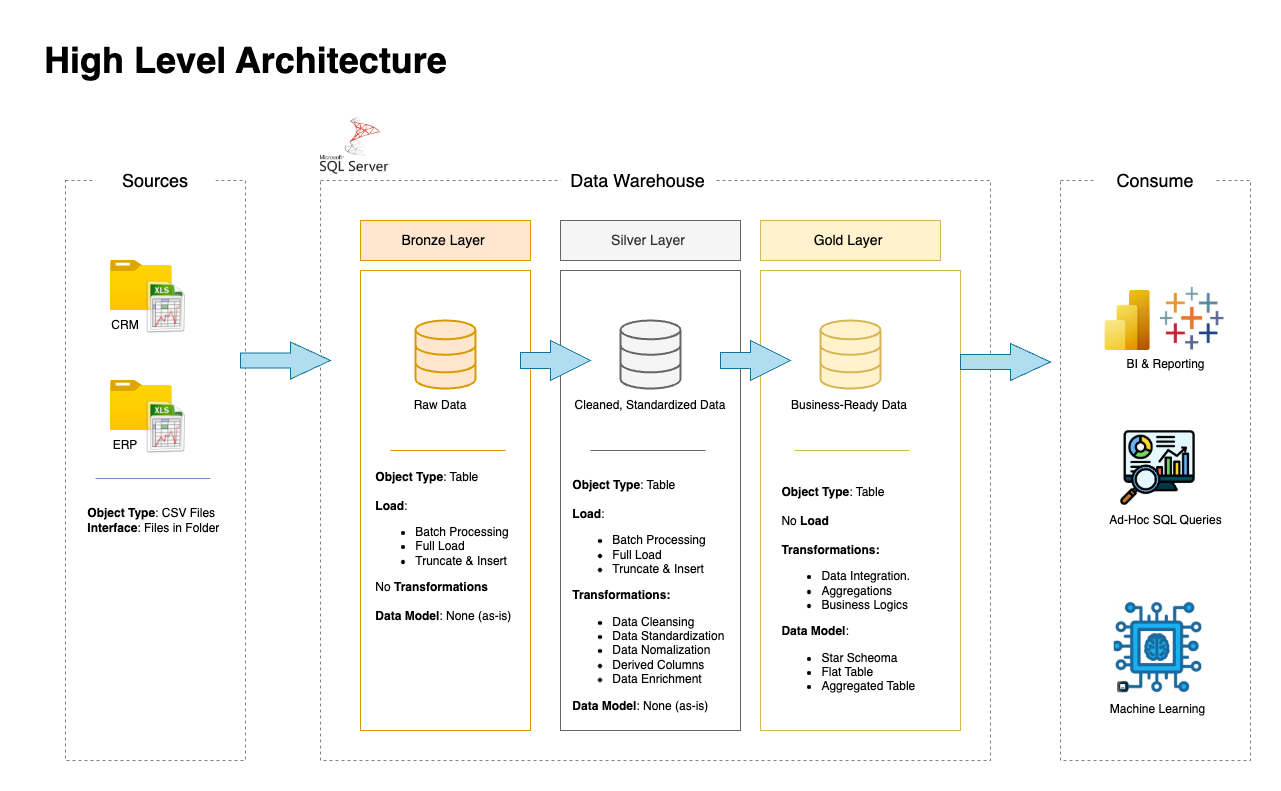 High Level Architecture
Microsoft
SQL Server
Sources
XLS
CRM
XLS
ERP
Object Type: CSV Files
Interface: Files in Folder
Data Warehouse
Bronze Layer
Raw Data
Object Type: Table
Load:
• Batch Processing
• Full Load
• Truncate & Insert
No Transformations
Data Model: None (as-is)
Silver Layer
Cleaned, Standardized Data
Object Type: Table
Load:
• Batch Processing
• Full Load
• Truncate & Insert
Transformations:
• Data Cleansing
• Data Standardization
• Data Nomalization
• Derived Columns
• Data Enrichment
Data Model: None (as-is)
Gold Layer
Business-Ready Data
Object Type: Table
No Load
Transformations:
• Data Integration.
• Aggregations
• Business Logics
Data Model:
• Star Scheoma
• Flat Table
• Aggregated Table
Consume
BI & Reporting
Ad-Hoc SQL Queries
Machine Learning